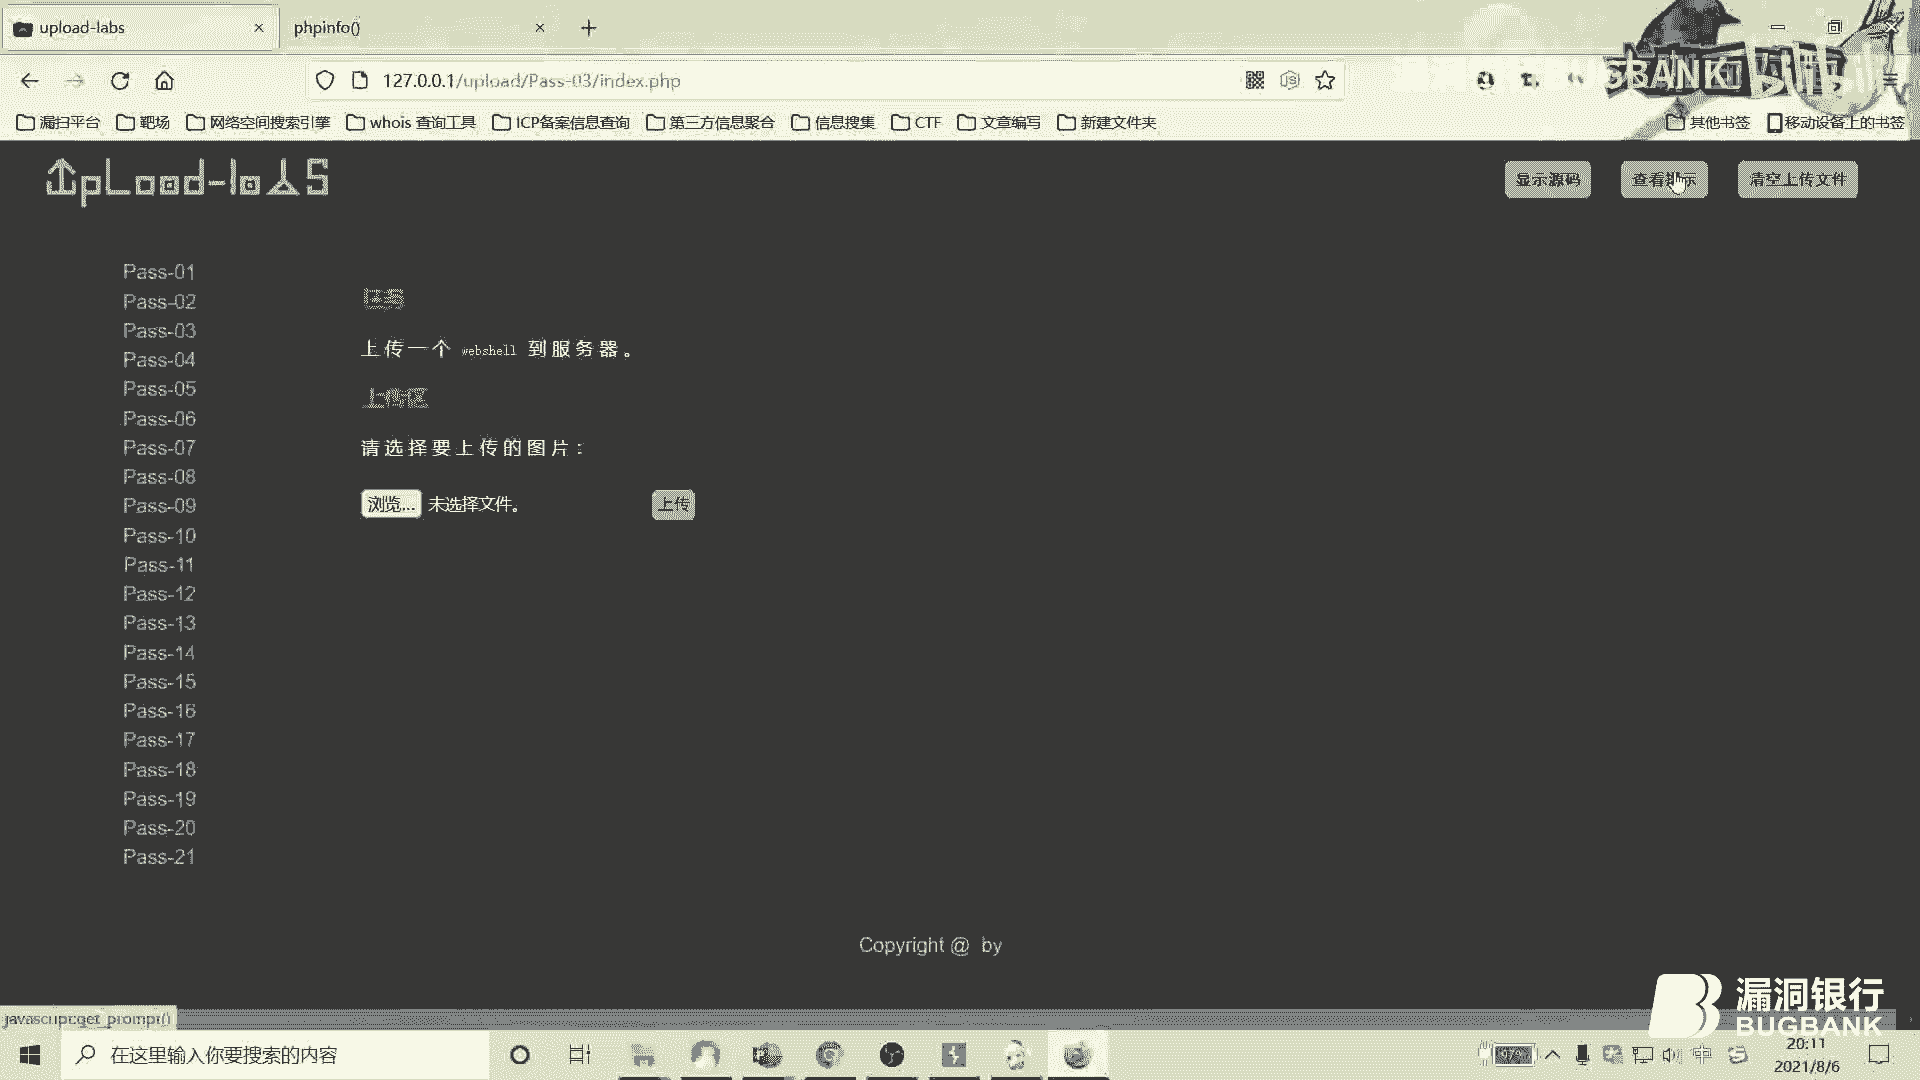 upload-labs
phpinfo()
127.0.0.1/upload/Pass-03/index.php
漏扫平台
靶场
网络空间搜索引擎
whois 查询工具
ICP备案信息查询
第三方信息聚合
信息搜集
CTF
文章编写
新建文件夹
其他书签
移动设备上的书签
UpLoad-labS
显示源码
查看提示
清空上传文件
Pass-01
Pass-02
Pass-03
Pass-04
Pass-05
Pass-06
Pass-07
Pass-08
Pass-09
Pass-10
Pass-11
Pass-12
Pass-13
Pass-14
Pass-15
Pass-16
Pass-17
Pass-18
Pass-19
Pass-20
Pass-21
任务
上传一个 webshell 到服务器。
上传区
请选择要上传的图片：
浏览... 未选择文件。
上传
Copyright @ by
漏洞银行
BUGBANK
javascript:get_prompt()
在这里输入你要搜索的内容
97%
中
20:11
2021/8/6